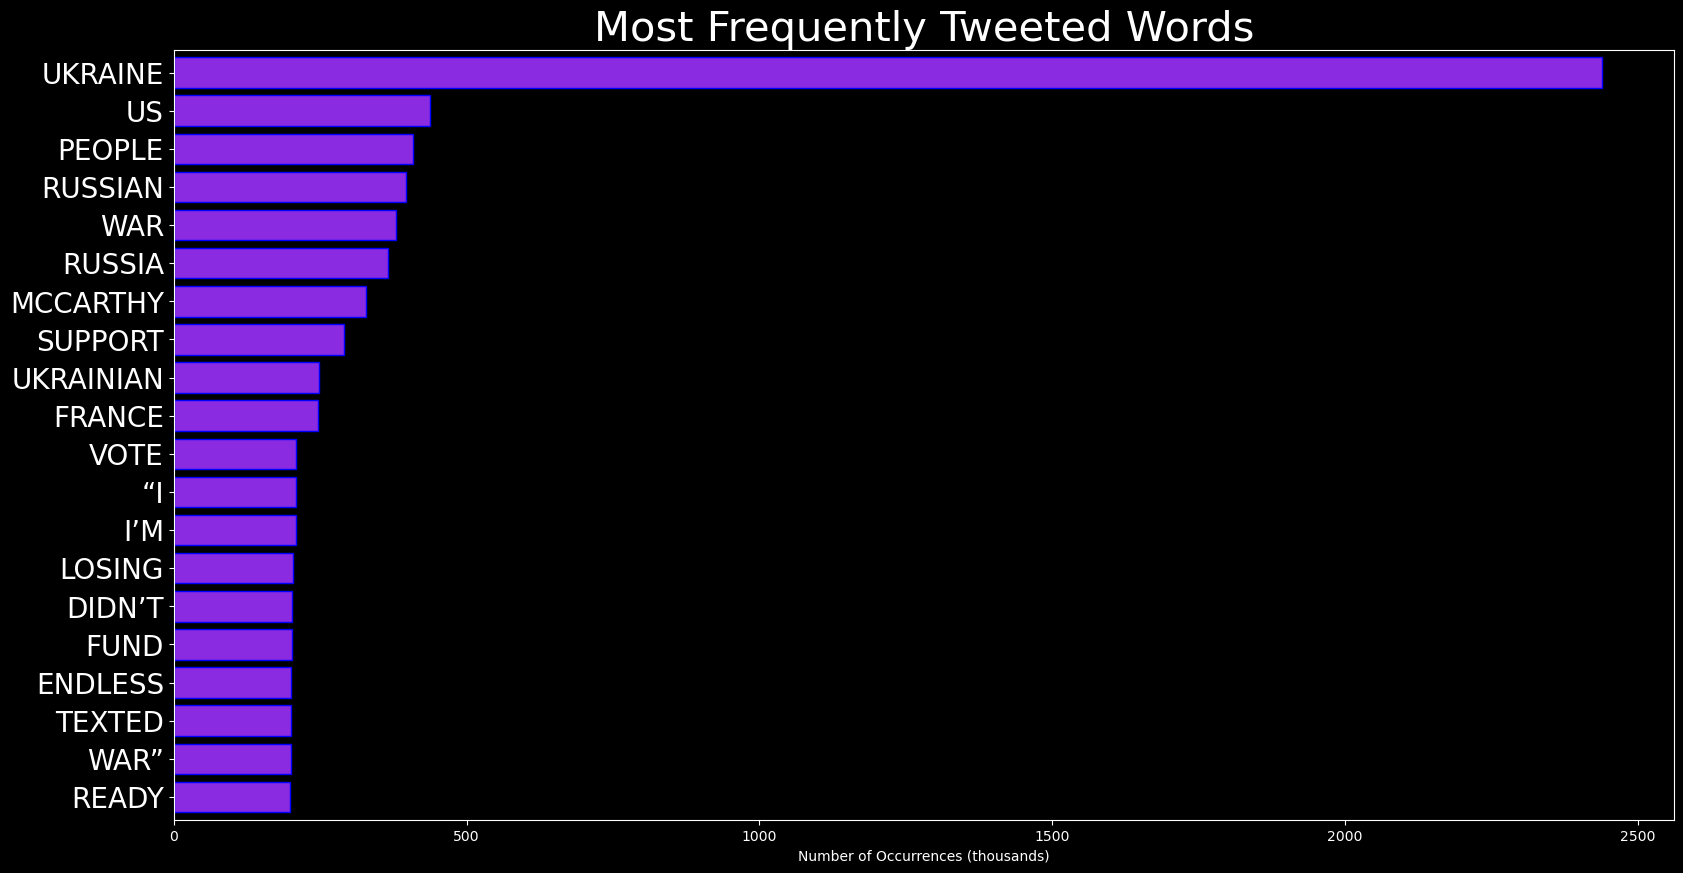 Most Frequently Tweeted Words
UKRAINE
US
PEOPLE
RUSSIAN
WAR
RUSSIA
MCCARTHY
SUPPORT
UKRAINIAN
FRANCE
VOTE
“I
I’M
LOSING
DIDN’T
FUND
ENDLESS
TEXTED
WAR”
READY
0 500 1000 1500 2000 2500
Number of Occurrences (thousands)